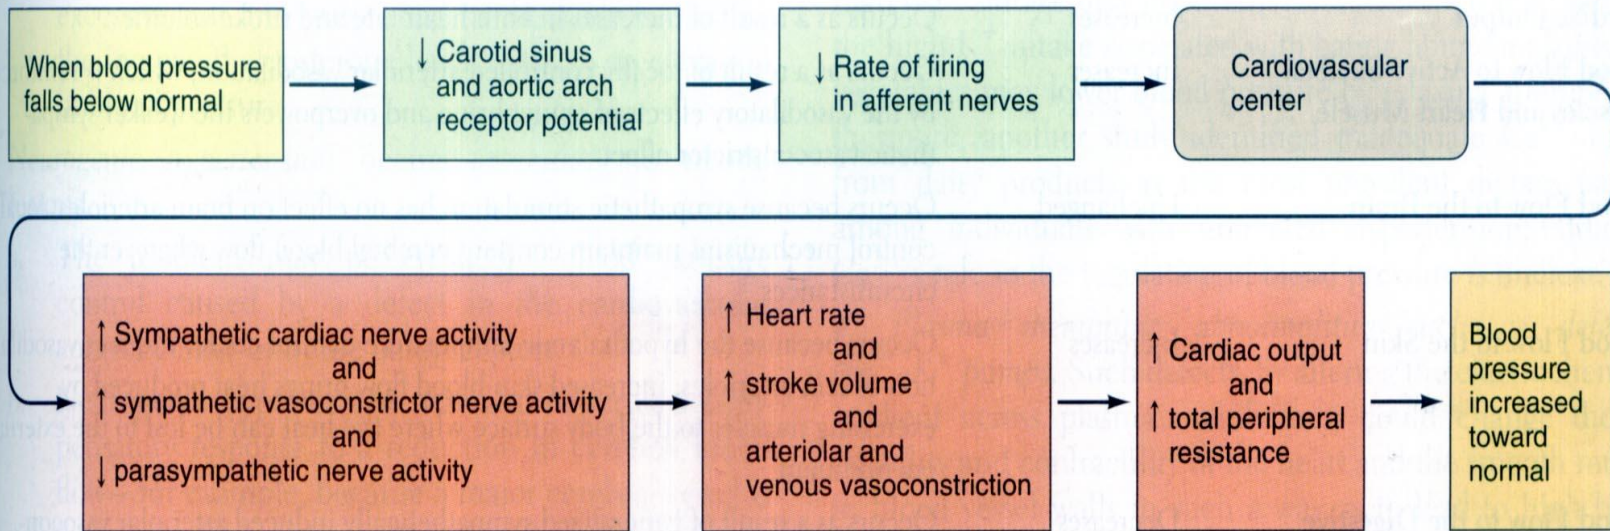 When blood pressure
falls below normal
↓ Carotid sinus
and aortic arch
receptor potential
↓ Rate of firing
in afferent nerves
Cardiovascular
center
↑ Sympathetic cardiac nerve activity
and
↑ sympathetic vasoconstrictor nerve activity
and
↓ parasympathetic nerve activity
↑ Heart rate
and
↑ stroke volume
and
arteriolar and
venous vasoconstriction
↑ Cardiac output
and
↑ total peripheral
resistance
Blood
pressure
increased
toward
normal